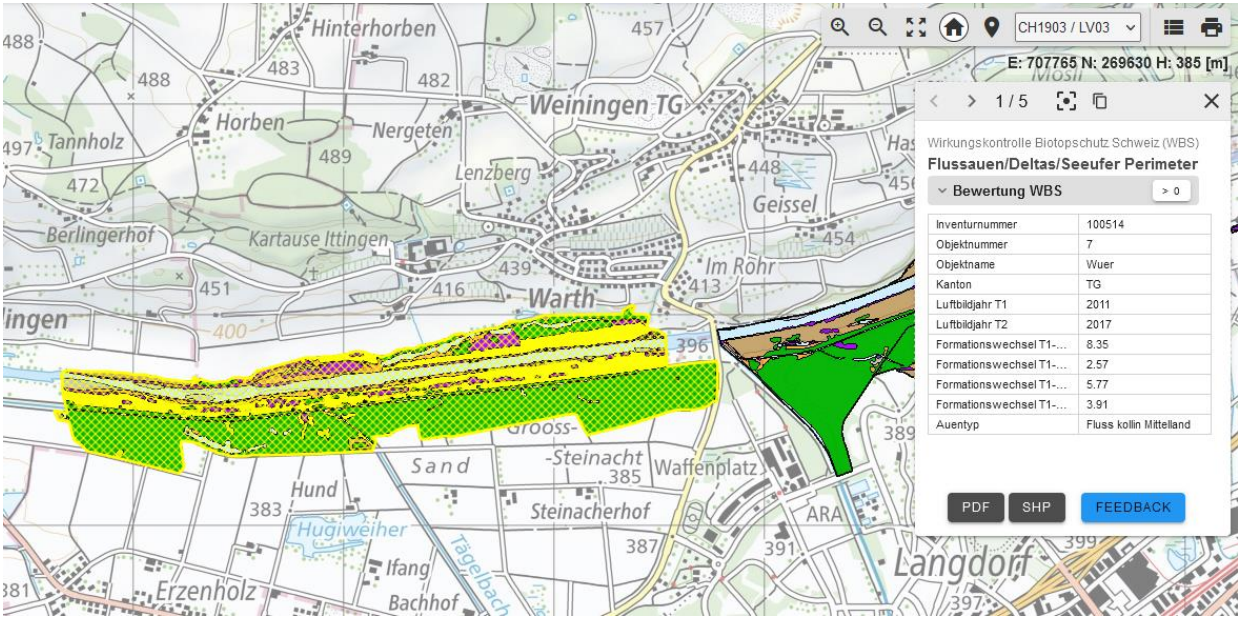 CH1903 / LV03
E: 707765 N: 269630 H: 385 [m]
1 / 5
Wirkungskontrolle Biotopschutz Schweiz (WBS)
Flussauen/Deltas/Seeufer Perimeter
Bewertung WBS
> 0
Inventurnummer 100514
Objektnummer 7
Objektname Wuer
Kanton TG
Luftbildjahr T1 2011
Luftbildjahr T2 2017
Formationswechsel T1-... 8.35
Formationswechsel T1-... 2.57
Formationswechsel T1-... 5.77
Formationswechsel T1-... 3.91
Auentyp Fluss kollin Mittelland
PDF SHP FEEDBACK
488
Hinterhorben
457
488
483
482
Weiningen TG
497
Tannholz
Horben
Nergeten
489
448
472
Lenzberg
Geissel
Berlingerhof
Kartause Ittingen
454
439
Im Rohr
451
416
413
Warth
ingen
400
396
Grooss-
389
Sand
-Steinacht
Waffenplatz
385
Hund
383
Steinacherhof
ARA
Hugiweiher
387
391
399
Langdorf
Ifang
Tägelbach
381
Erzenholz
Bachhof
397